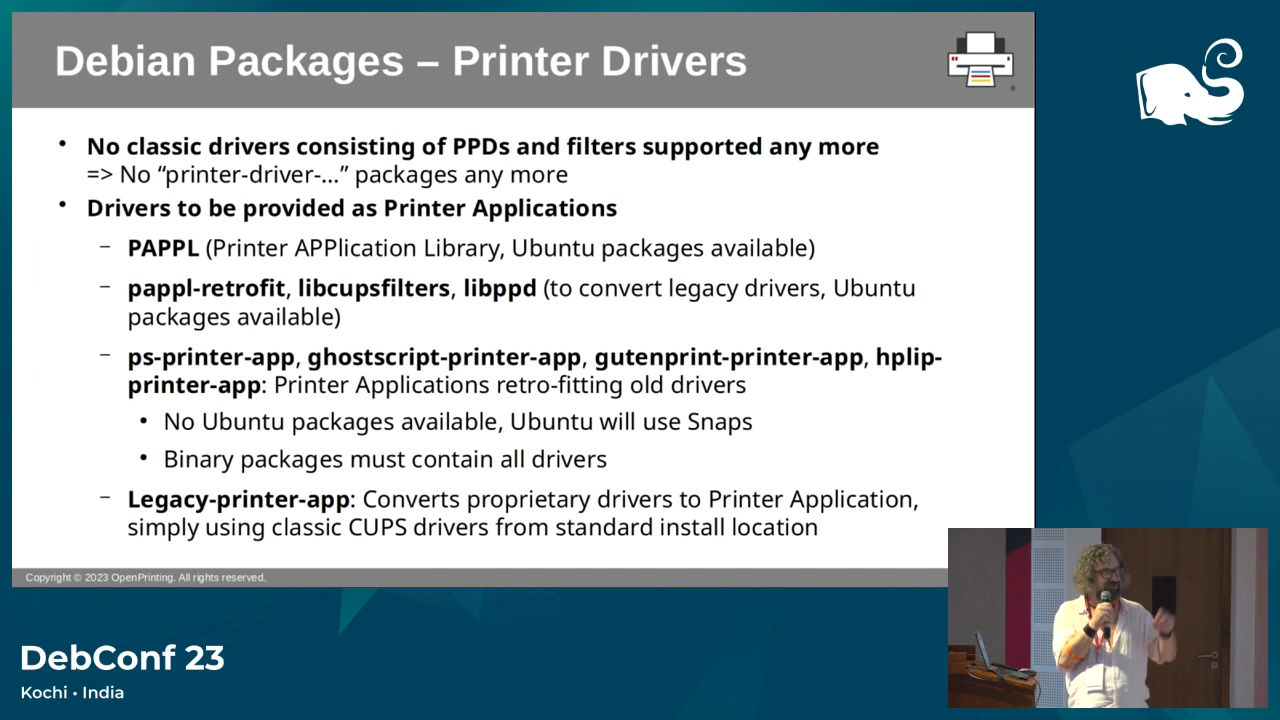 Debian Packages – Printer Drivers
• No classic drivers consisting of PPDs and filters supported any more
=> No “printer-driver-...” packages any more
• Drivers to be provided as Printer Applications
– PAPPL (Printer APPlication Library, Ubuntu packages available)
– pappl-retrofit, libcupsfilters, libppd (to convert legacy drivers, Ubuntu
packages available)
– ps-printer-app, ghostscript-printer-app, gutenprint-printer-app, hplip-
printer-app: Printer Applications retro-fitting old drivers
• No Ubuntu packages available, Ubuntu will use Snaps
• Binary packages must contain all drivers
– Legacy-printer-app: Converts proprietary drivers to Printer Application,
simply using classic CUPS drivers from standard install location
Copyright © 2023 OpenPrinting. All rights reserved.
DebConf 23
Kochi • India